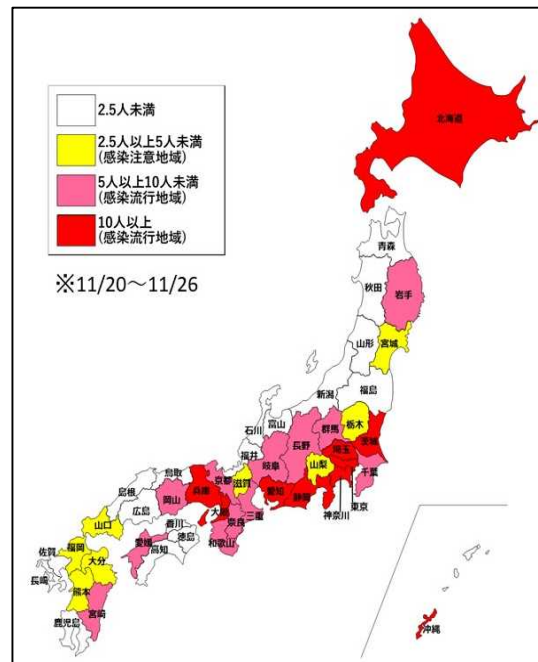 2.5人未満
2.5人以上5人未満
(感染注意地域)
5人以上10人未満
(感染流行地域)
10人以上
(感染流行地域)
※11/20～11/26
北海道
青森
秋田
岩手
山形
宮城
新潟
福島
石川
富山
群馬
栃木
福井
長野
茨城
岐阜
埼玉
山梨
千葉
鳥取
京都
滋賀
愛知
静岡
島根
岡山
兵庫
東京
広島
大阪
三重
神奈川
山口
香川
奈良
徳島
和歌山
福岡
愛媛
高知
佐賀
大分
長崎
熊本
宮崎
鹿児島
沖縄